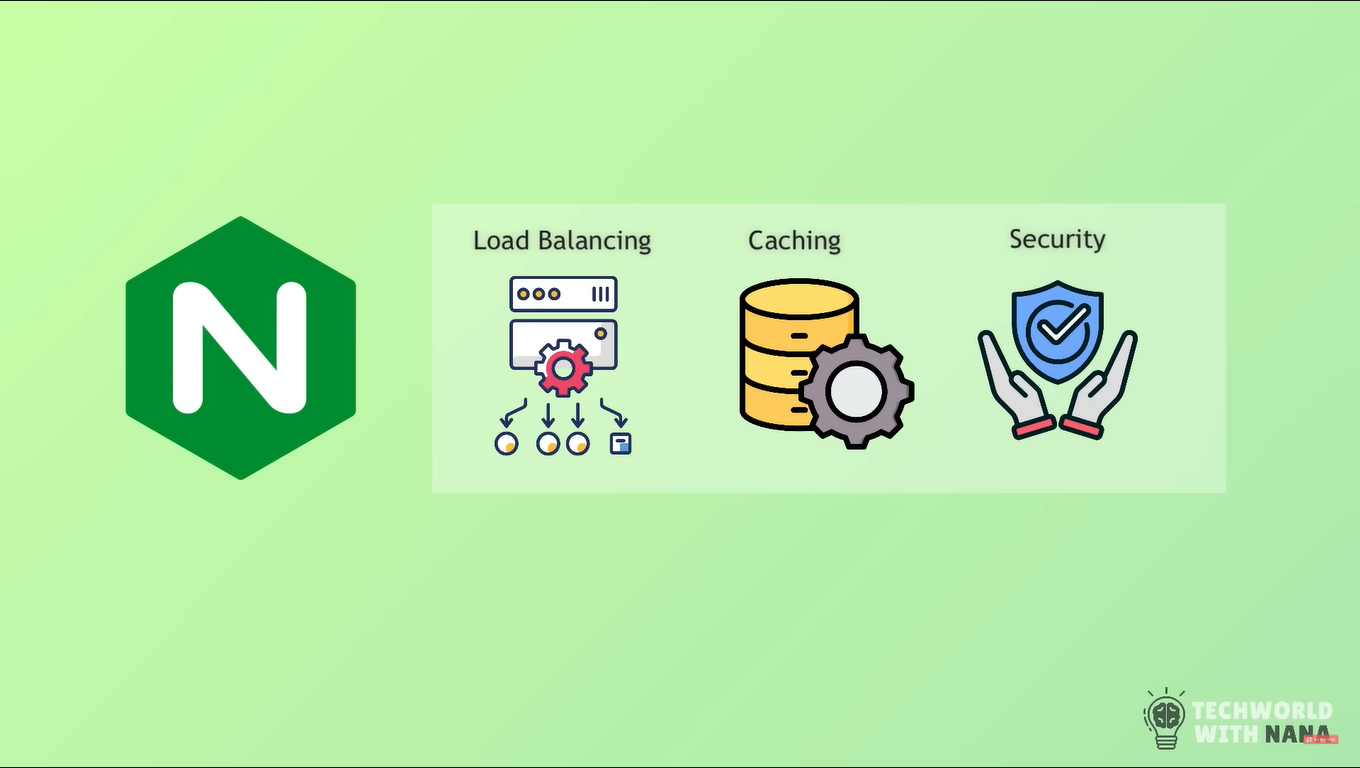 N
Load Balancing
Caching
Security
TECHWORLD
WITH NANA